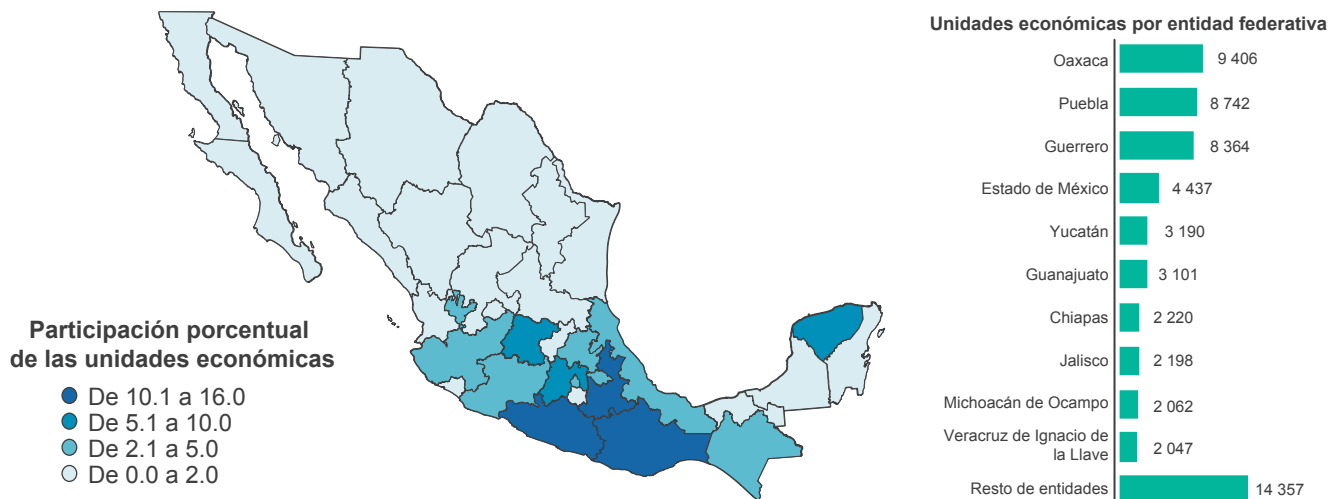 Participación porcentual
de las unidades económicas
De 10.1 a 16.0
De 5.1 a 10.0
De 2.1 a 5.0
De 0.0 a 2.0
Unidades económicas por entidad federativa
Oaxaca 9 406
Puebla 8 742
Guerrero 8 364
Estado de México 4 437
Yucatán 3 190
Guanajuato 3 101
Chiapas 2 220
Jalisco 2 198
Michoacán de Ocampo 2 062
Veracruz de Ignacio de
la Llave 2 047
Resto de entidades 14 357